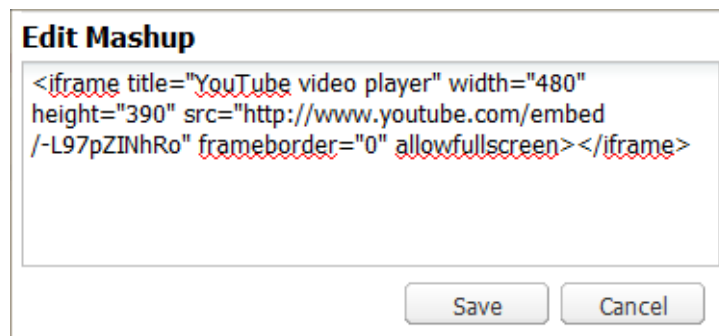 Edit Mashup
<iframe title="YouTube video player" width="480"
height="390" src="http://www.youtube.com/embed
/-L97pZINhRo" frameborder="0" allowfullscreen></iframe>
Save Cancel